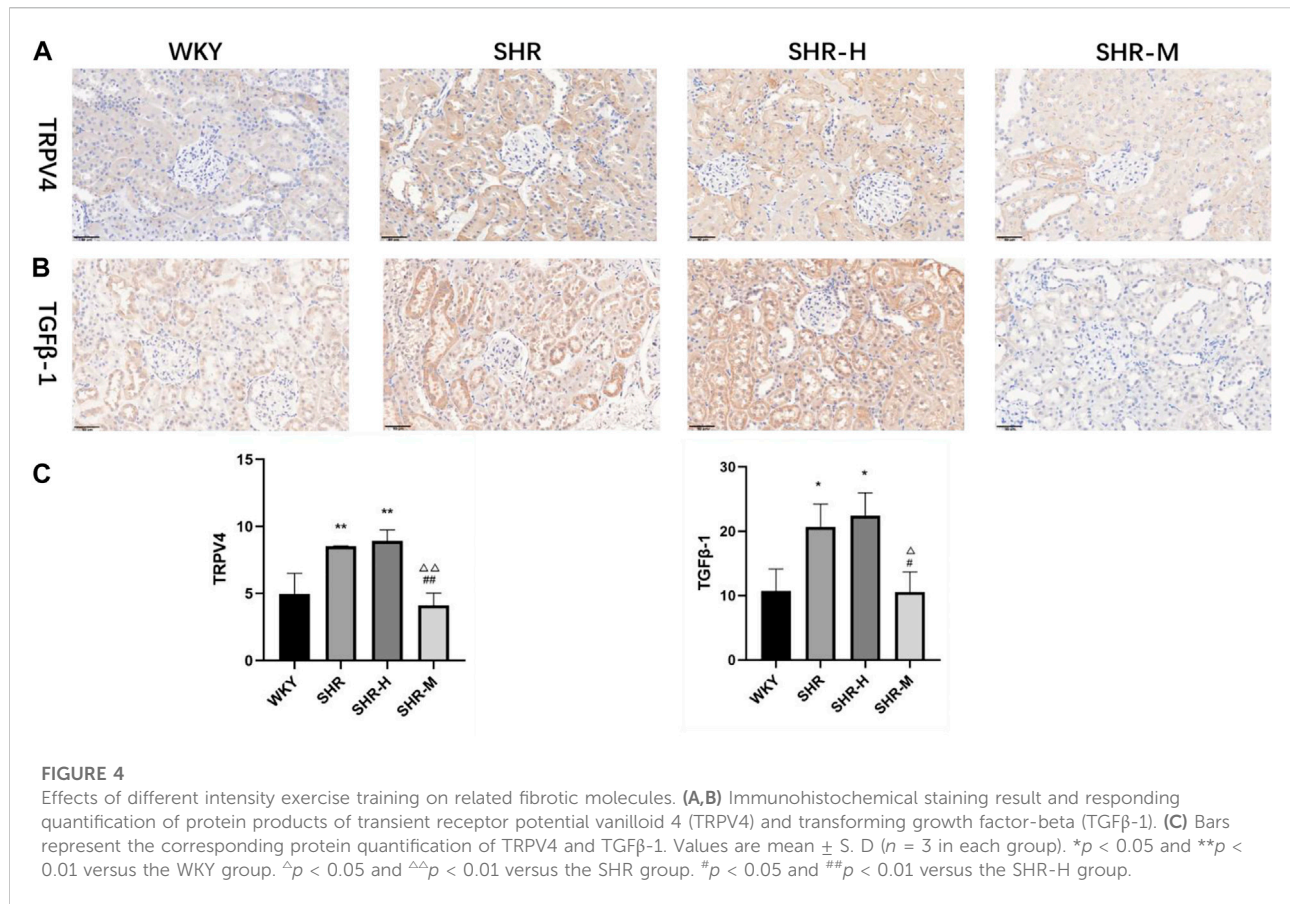 WKY SHR SHR-H SHR-M
A
TRPV4
B
TGFβ-1
C
15
10
5
0
TRPV4
** ** △△
##
WKY SHR SHR-H SHR-M
30
20
10
0
TGFβ-1
* * △
#
WKY SHR SHR-H SHR-M
FIGURE 4
Effects of different intensity exercise training on related fibrotic molecules. (A,B) Immunohistochemical staining result and responding
quantification of protein products of transient receptor potential vanilloid 4 (TRPV4) and transforming growth factor-beta (TGFβ-1). (C) Bars
represent the corresponding protein quantification of TRPV4 and TGFβ-1. Values are mean ± S. D (n = 3 in each group). *p < 0.05 and **p <
0.01 versus the WKY group. △p < 0.05 and △△p < 0.01 versus the SHR group. #p < 0.05 and ##p < 0.01 versus the SHR-H group.